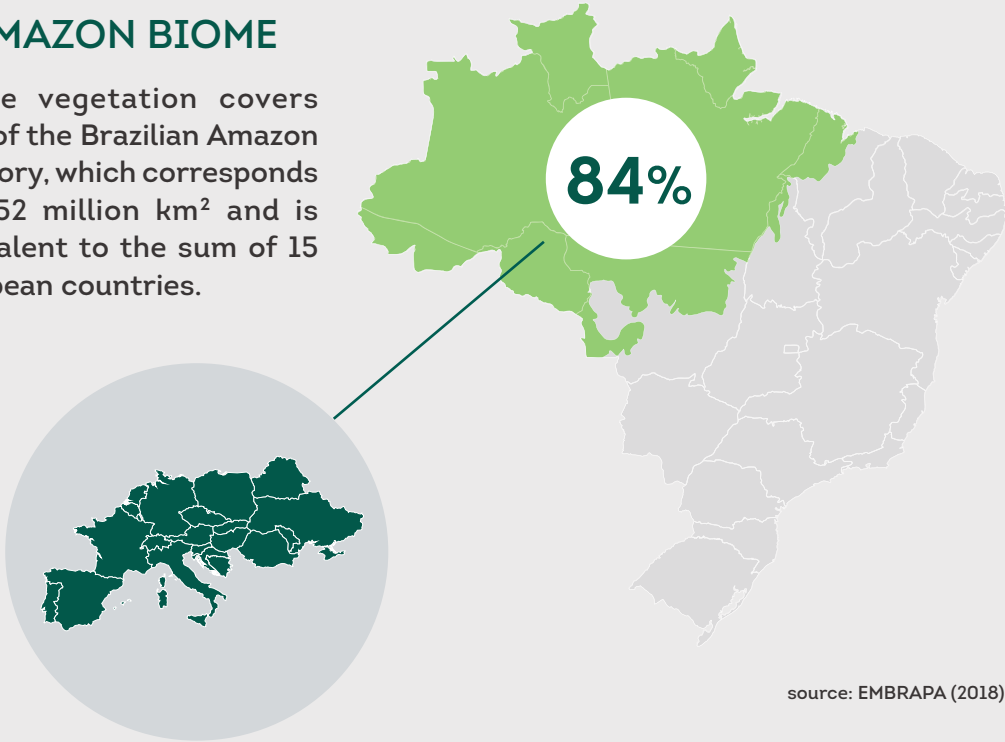 MAZON BIOME
e vegetation covers
of the Brazilian Amazon
ory, which corresponds
52 million km² and is
alent to the sum of 15
pean countries.
84%
source: EMBRAPA (2018)